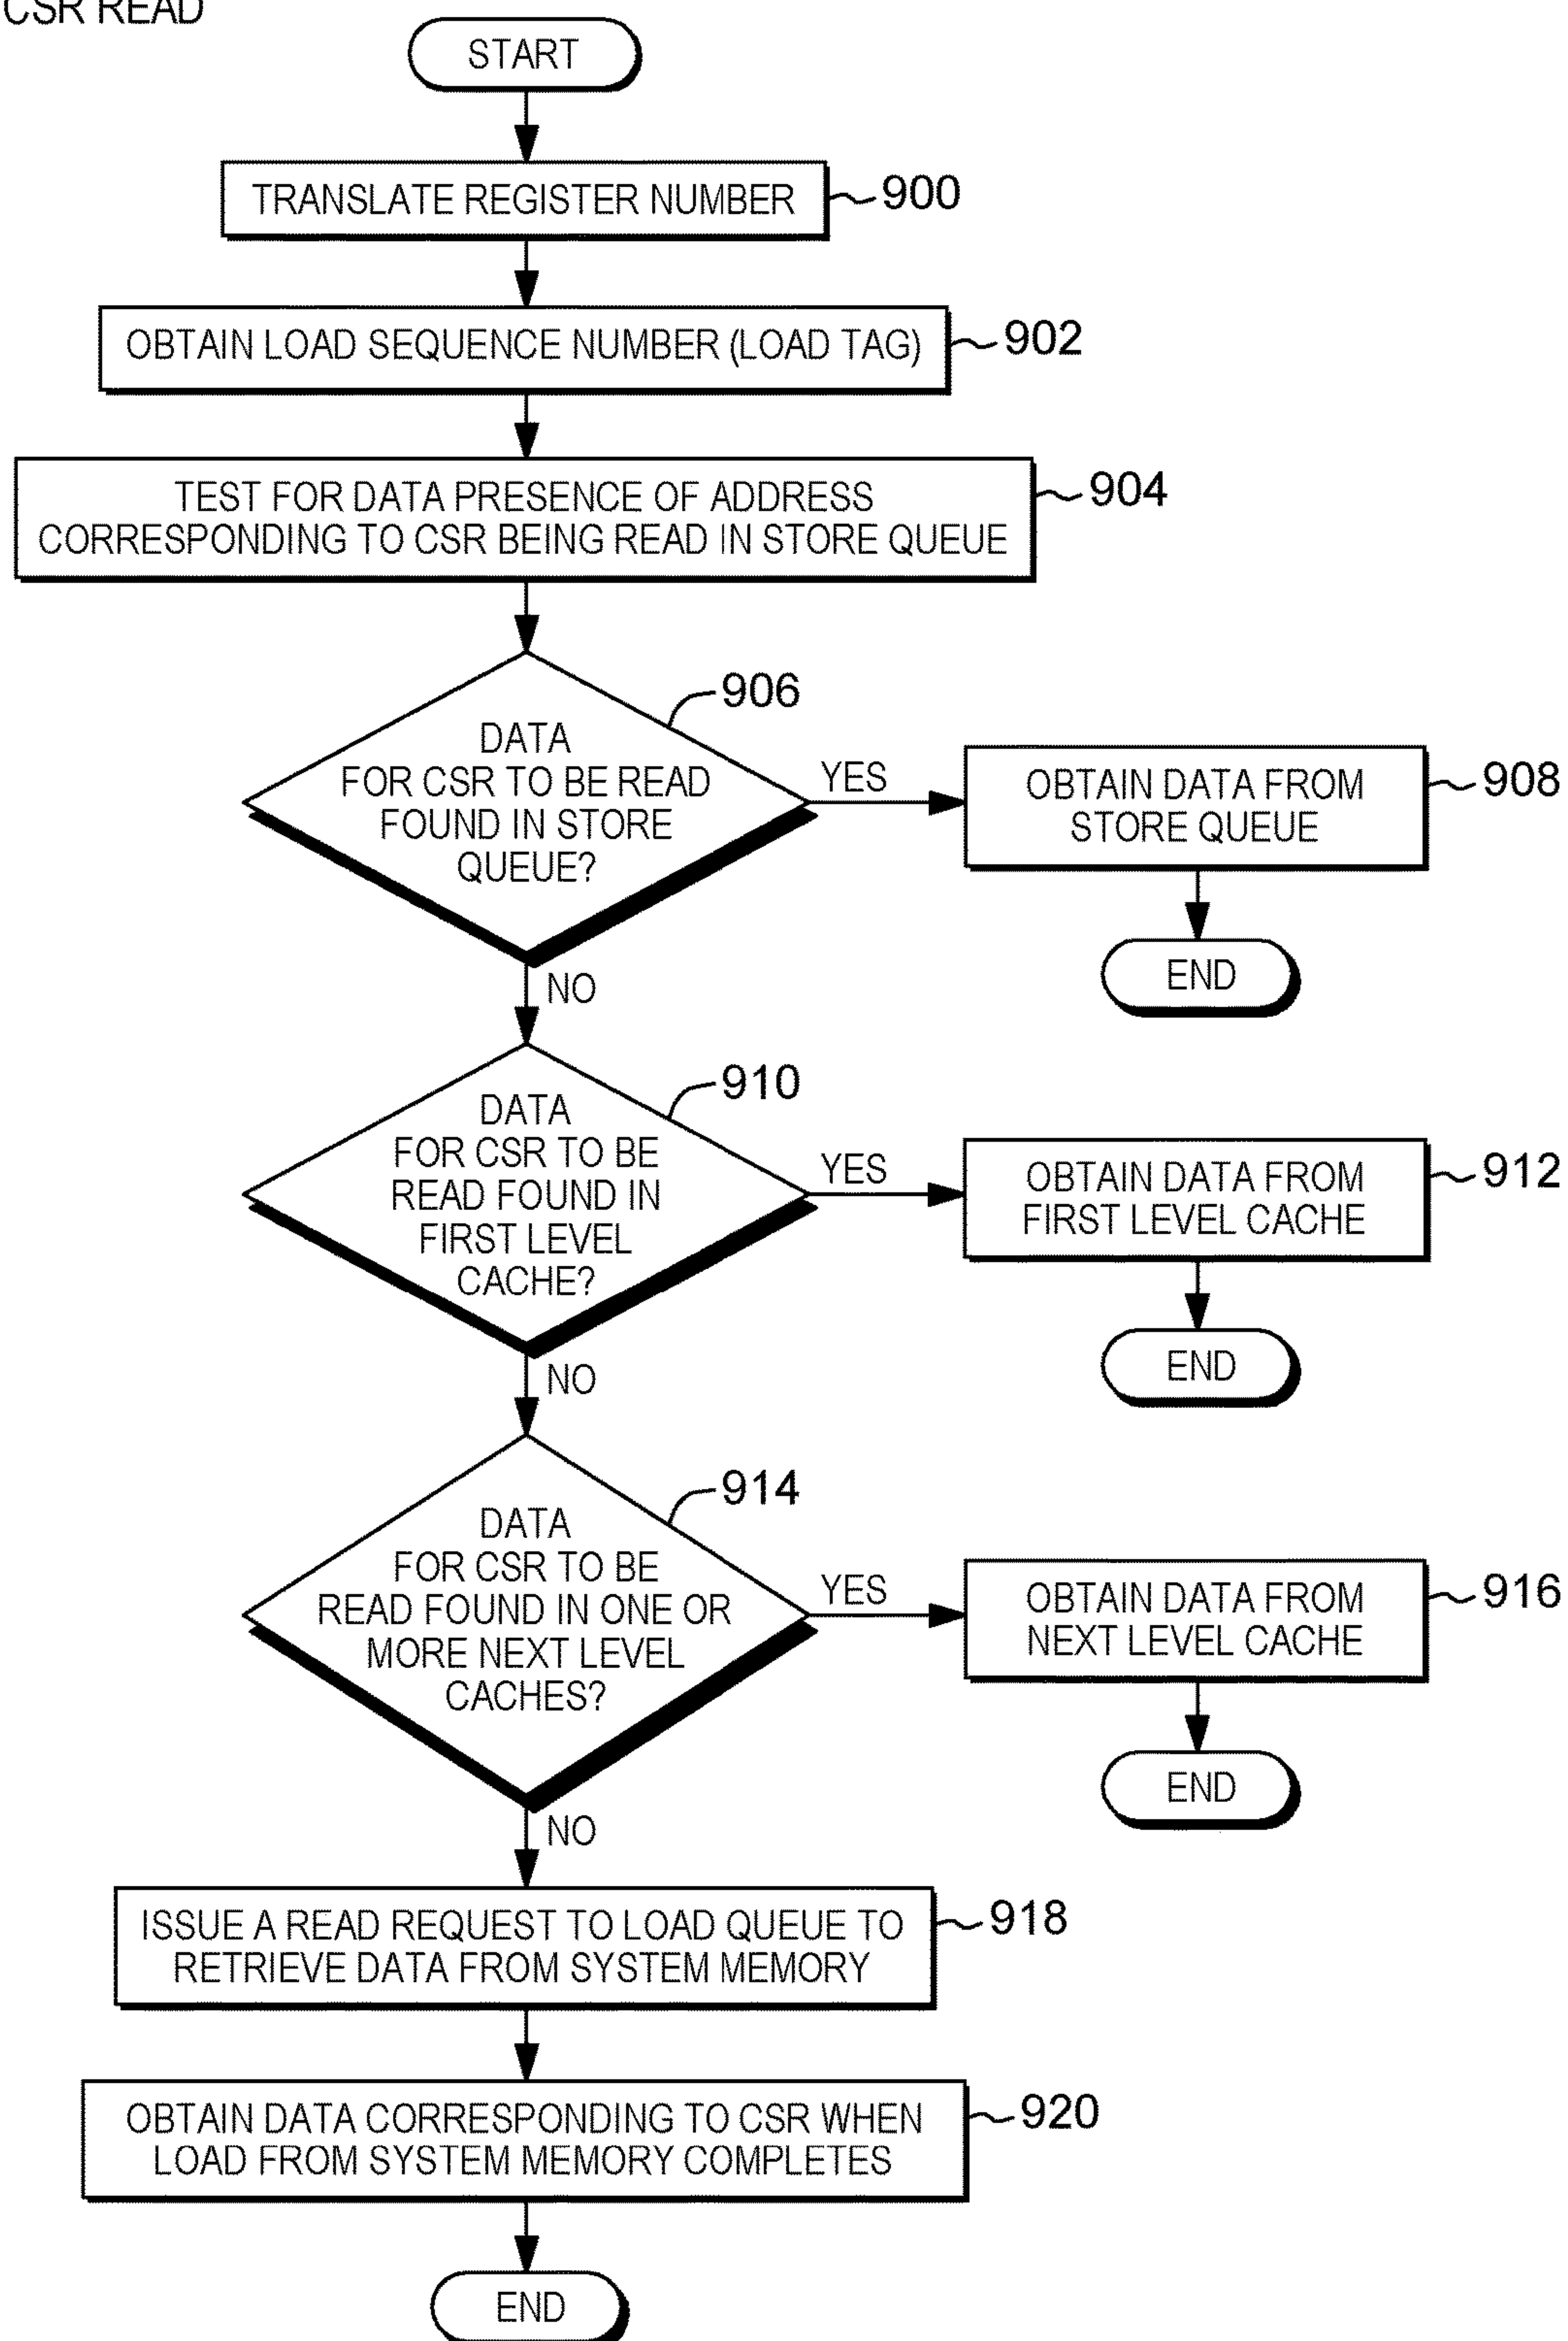 CSR READ
START
TRANSLATE REGISTER NUMBER
900
OBTAIN LOAD SEQUENCE NUMBER (LOAD TAG)
902
TEST FOR DATA PRESENCE OF ADDRESS
CORRESPONDING TO CSR BEING READ IN STORE QUEUE
904
906
DATA
FOR CSR TO BE READ
FOUND IN STORE
QUEUE?
YES
OBTAIN DATA FROM
STORE QUEUE
908
END
NO
910
DATA
FOR CSR TO BE
READ FOUND IN
FIRST LEVEL
CACHE?
YES
OBTAIN DATA FROM
FIRST LEVEL CACHE
912
END
NO
914
DATA
FOR CSR TO BE
READ FOUND IN ONE OR
MORE NEXT LEVEL
CACHES?
YES
OBTAIN DATA FROM
NEXT LEVEL CACHE
916
END
NO
ISSUE A READ REQUEST TO LOAD QUEUE TO
RETRIEVE DATA FROM SYSTEM MEMORY
918
OBTAIN DATA CORRESPONDING TO CSR WHEN
LOAD FROM SYSTEM MEMORY COMPLETES
920
END